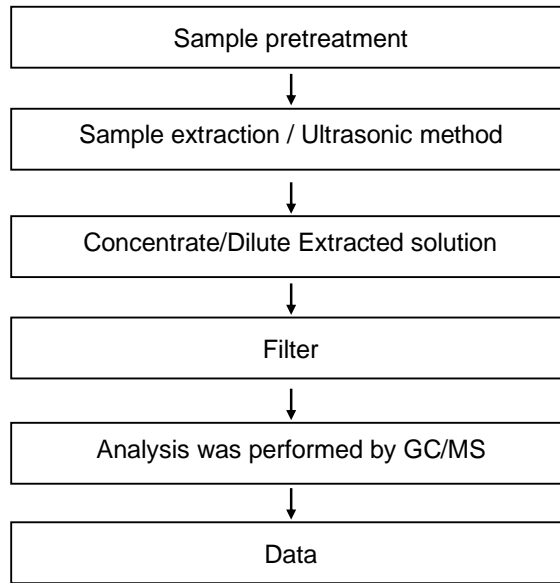 Sample pretreatment
Sample extraction / Ultrasonic method
Concentrate/Dilute Extracted solution
Filter
Analysis was performed by GC/MS
Data